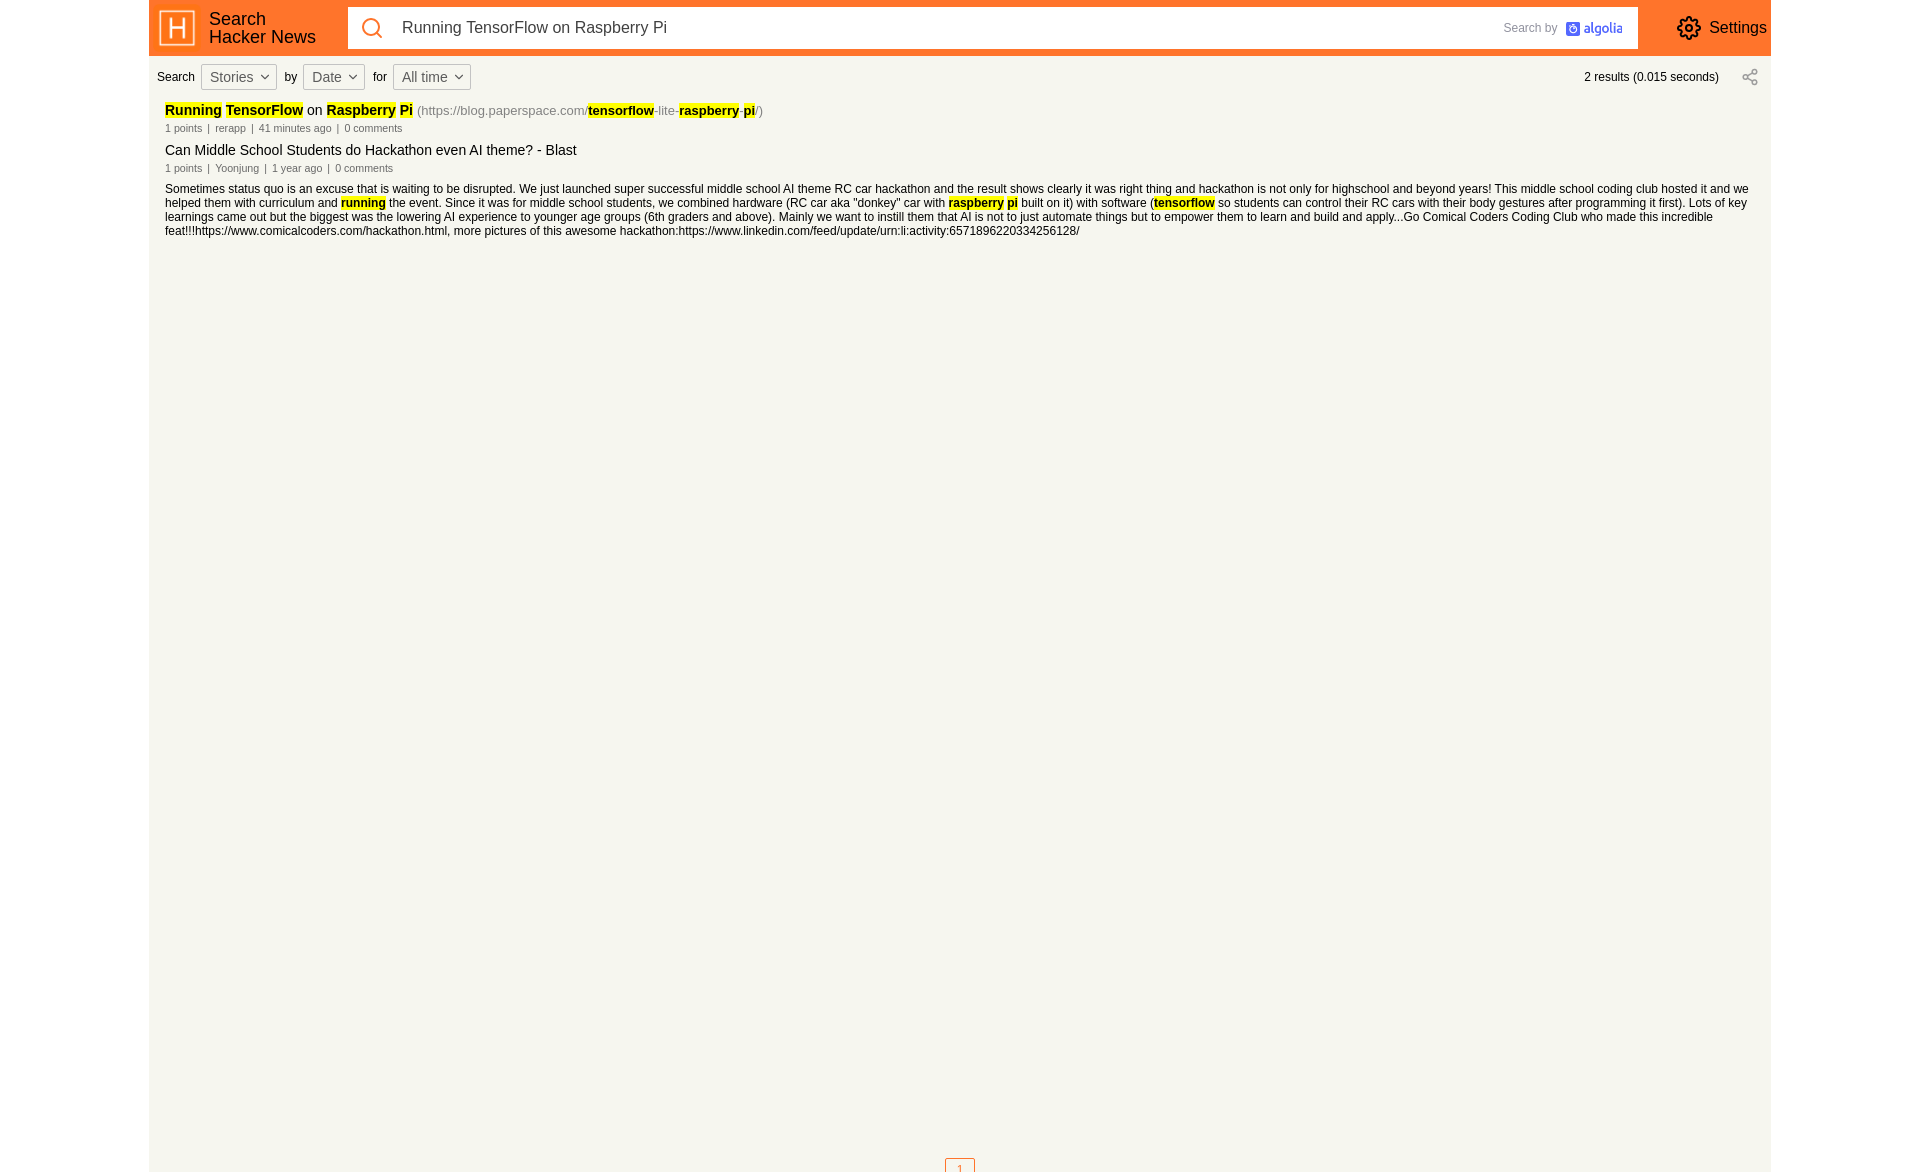 Search
Hacker News
Running TensorFlow on Raspberry Pi
Search by algolia
Settings
Search Stories by Date for All time
2 results (0.015 seconds)
Running TensorFlow on Raspberry Pi (https://blog.paperspace.com/tensorflow-lite-raspberry-pi/)
1 points | rerapp | 41 minutes ago | 0 comments
Can Middle School Students do Hackathon even AI theme? - Blast
1 points | Yoonjung | 1 year ago | 0 comments
Sometimes status quo is an excuse that is waiting to be disrupted. We just launched super successful middle school AI theme RC car hackathon and the result shows clearly it was right thing and hackathon is not only for highschool and beyond years! This middle school coding club hosted it and we
helped them with curriculum and running the event. Since it was for middle school students, we combined hardware (RC car aka "donkey" car with raspberry pi built on it) with software (tensorflow so students can control their RC cars with their body gestures after programming it first). Lots of key
learnings came out but the biggest was the lowering AI experience to younger age groups (6th graders and above). Mainly we want to instill them that AI is not to just automate things but to empower them to learn and build and apply...Go Comical Coders Coding Club who made this incredible
feat!!!https://www.comicalcoders.com/hackathon.html, more pictures of this awesome hackathon:https://www.linkedin.com/feed/update/urn:li:activity:6571896220334256128/
1